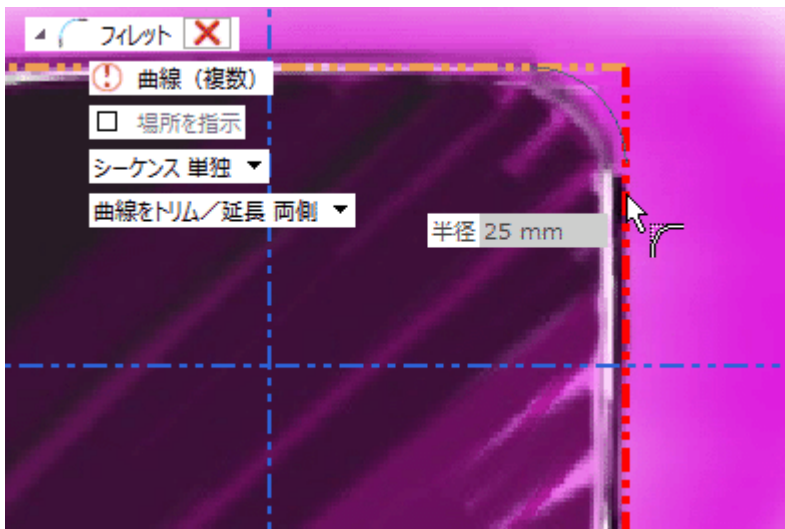 フィレット
曲線（複数）
場所を指示
シーケンス 単独
曲線をトリム／延長 両側
半径 25 mm